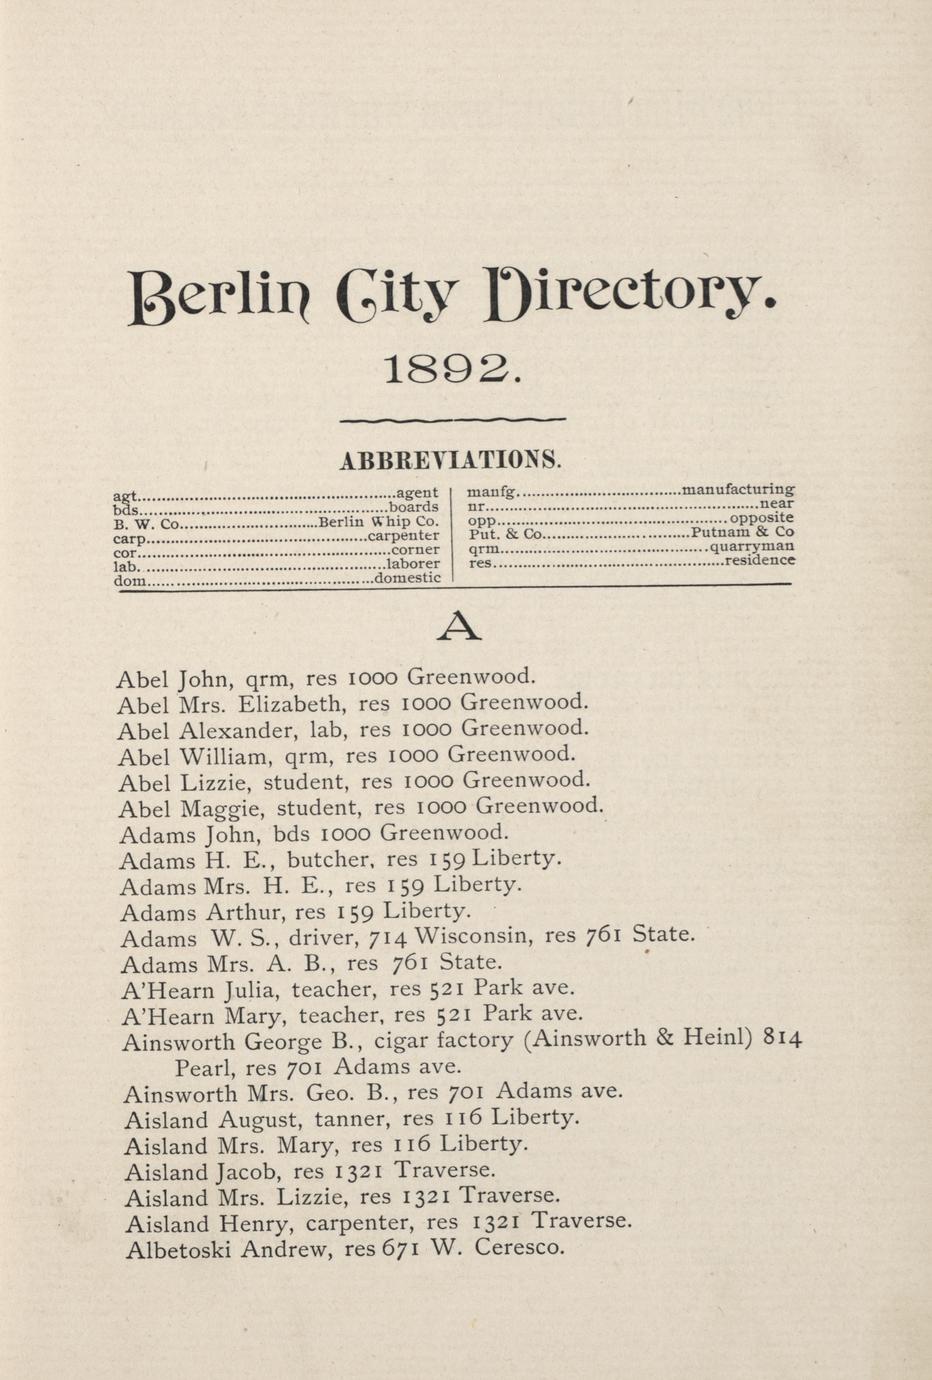 Berlin City Directory.
1892.
ABBREVIATIONS.
agt..........agent
bds..........boards
B. W. Co..........Berlin Whip Co.
carp..........carpenter
cor..........corner
lab..........laborer
dom..........domestic
manfg..........manufacturing
nr..........near
opp..........opposite
Put. & Co..........Putnam & Co
qrm..........quarryman
res..........residence
A
Abel John, qrm, res 1000 Greenwood.
Abel Mrs. Elizabeth, res 1000 Greenwood.
Abel Alexander, lab, res 1000 Greenwood.
Abel William, qrm, res 1000 Greenwood.
Abel Lizzie, student, res 1000 Greenwood.
Abel Maggie, student, res 1000 Greenwood.
Adams John, bds 1000 Greenwood.
Adams H. E., butcher, res 159 Liberty.
Adams Mrs. H. E., res 159 Liberty.
Adams Arthur, res 159 Liberty.
Adams W. S., driver, 714 Wisconsin, res 761 State.
Adams Mrs. A. B., res 761 State.
A'Hearn Julia, teacher, res 521 Park ave.
A'Hearn Mary, teacher, res 521 Park ave.
Ainsworth George B., cigar factory (Ainsworth & Heinl) 814
Pearl, res 701 Adams ave.
Ainsworth Mrs. Geo. B., res 701 Adams ave.
Aisland August, tanner, res 116 Liberty.
Aisland Mrs. Mary, res 116 Liberty.
Aisland Jacob, res 1321 Traverse.
Aisland Mrs. Lizzie, res 1321 Traverse.
Aisland Henry, carpenter, res 1321 Traverse.
Albetoski Andrew, res 671 W. Ceresco.